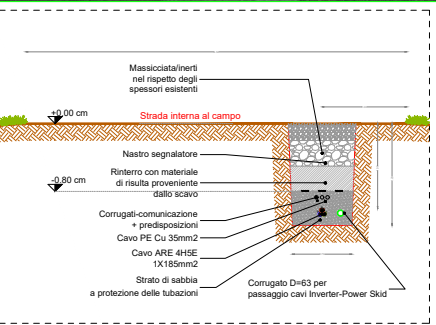 Massicciata/inerti
nel rispetto degli
spessori esistenti
+0.00 cm
Strada interna al campo
Nastro segnalatore
Rinterro con materiale
di risulta proveniente
dallo scavo
-0.80 cm
Corrugati-comunicazione
+ predisposizioni
Cavo PE Cu 35mm2
Cavo ARE 4H5E
1X185mm2
Strato di sabbia
a protezione delle tubazioni
Corrugato D=63 per
passaggio cavi Inverter-Power Skid